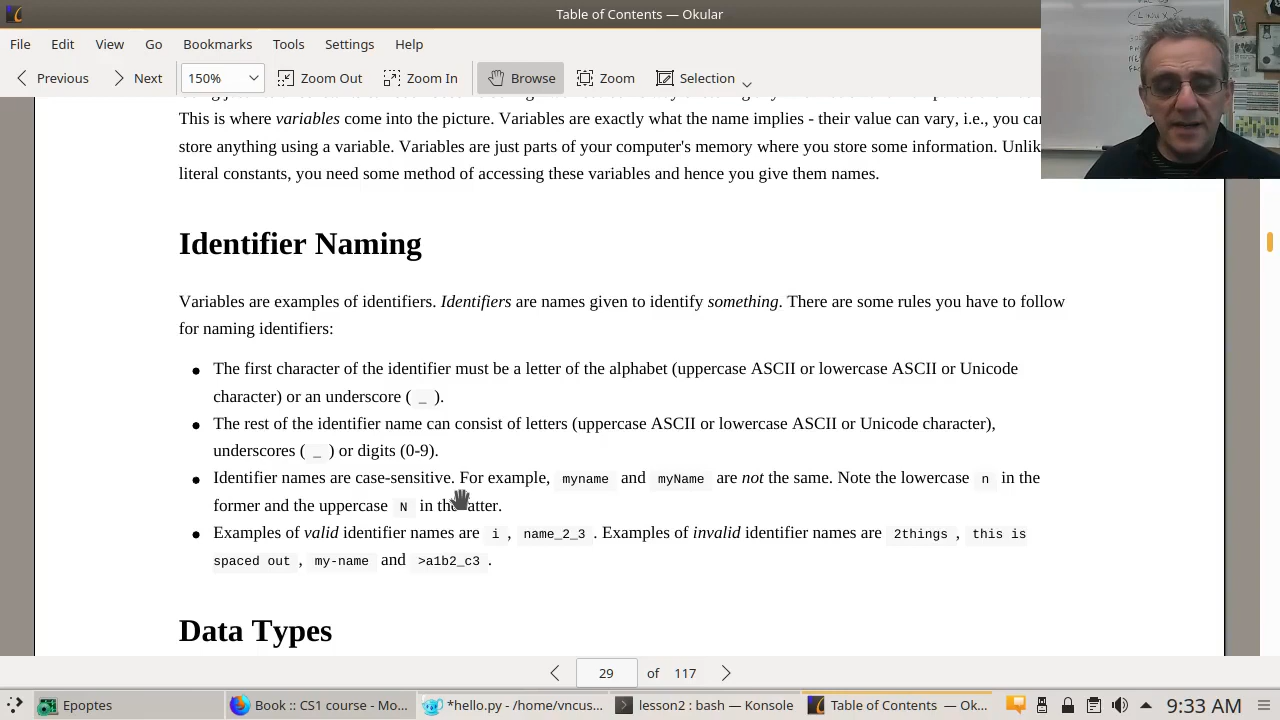 Table of Contents — Okular
File Edit View Go Bookmarks Tools Settings Help
Previous Next 150% Zoom Out Zoom In Browse Zoom Selection
This is where variables come into the picture. Variables are exactly what the name implies - their value can vary, i.e., you can
store anything using a variable. Variables are just parts of your computer's memory where you store some information. Unlik
literal constants, you need some method of accessing these variables and hence you give them names.
Identifier Naming
Variables are examples of identifiers. Identifiers are names given to identify something. There are some rules you have to follow
for naming identifiers:
The first character of the identifier must be a letter of the alphabet (uppercase ASCII or lowercase ASCII or Unicode
character) or an underscore ( _ ).
The rest of the identifier name can consist of letters (uppercase ASCII or lowercase ASCII or Unicode character),
underscores ( _ ) or digits (0-9).
Identifier names are case-sensitive. For example, myname and myName are not the same. Note the lowercase n in the
former and the uppercase N in the latter.
Examples of valid identifier names are i , name_2_3 . Examples of invalid identifier names are 2things , this is
spaced out , my-name and >a1b2_c3 .
Data Types
29 of 117
Epoptes Book :: CS1 course - Mo... *hello.py - /home/vrcus... lesson2 : bash — Konsole Table of Contents — Ok... 9:33 AM